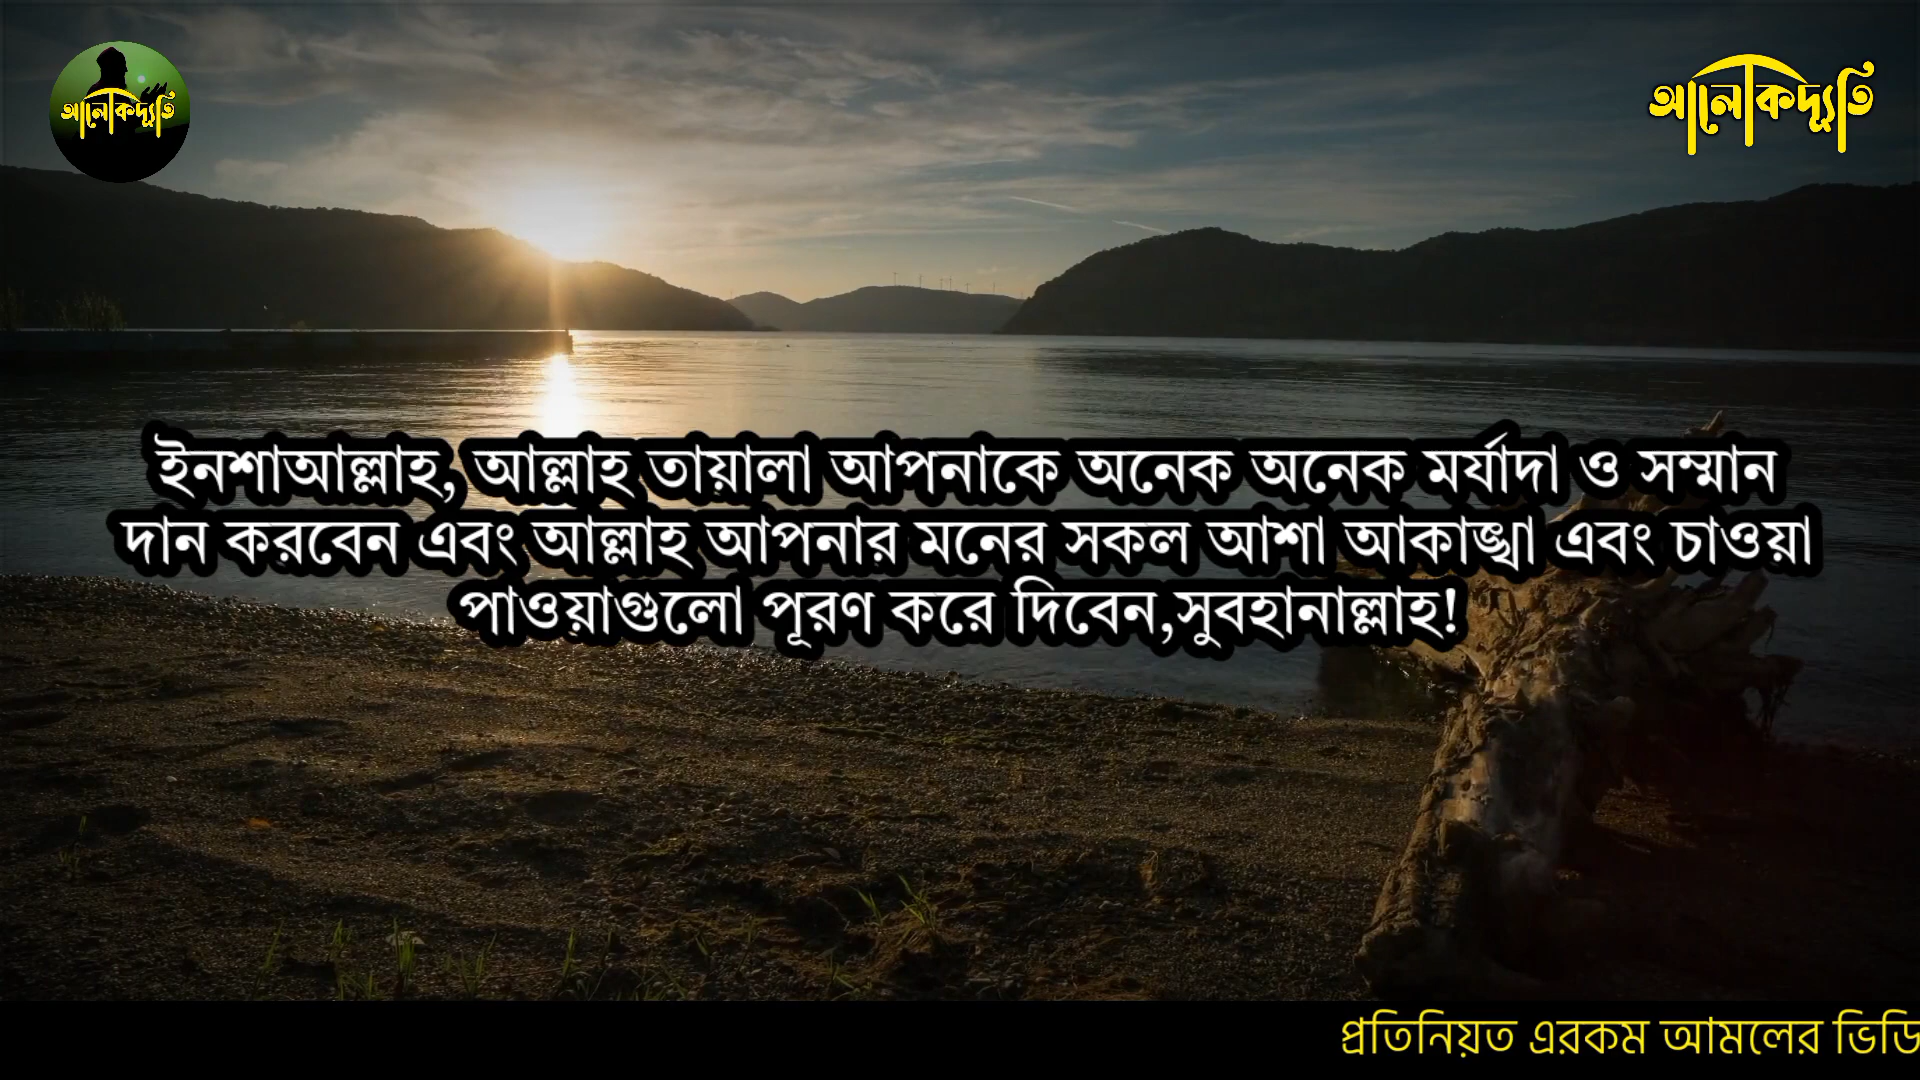 আলোকদ্যুতি
আলোকদ্যুতি
ইনশাআল্লাহ, আল্লাহ তায়ালা আপনাকে অনেক অনেক মর্যাদা ও সম্মান
দান করবেন এবং আল্লাহ আপনার মনের সকল আশা আকাঙ্খা এবং চাওয়া
পাওয়াগুলো পূরণ করে দিবেন,সুবহানাল্লাহ!
প্রতিনিয়ত এরকম আমলের ভিডি